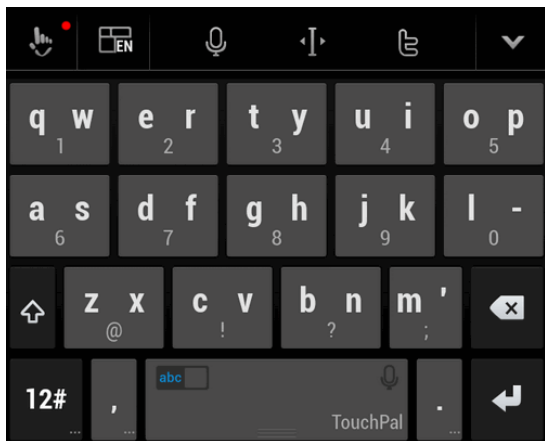 EN
q w e r t y u i o p
1 2 3 4 5
a s d f g h j k l -
6 7 8 9 0
z x c v b n m '
@ ! ? ;
abc
12# , .
... ... TouchPal ...